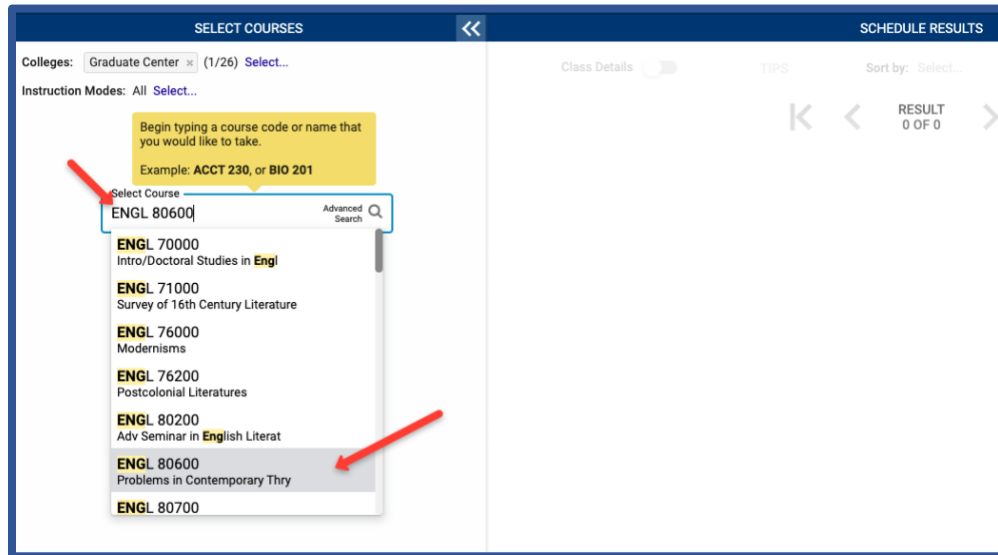 SELECT COURSES
SCHEDULE RESULTS
Colleges: Graduate Center × (1/26) Select...
Instruction Modes: All Select...
Class Details
TIPS
Sort by: Select...
RESULT
0 OF 0
Begin typing a course code or name that
you would like to take.
Example: ACCT 230, or BIO 201
Select Course
ENGL 80600
Advanced
Search
ENGL 70000
Intro/Doctoral Studies in Engl
ENGL 71000
Survey of 16th Century Literature
ENGL 76000
Modernisms
ENGL 76200
Postcolonial Literatures
ENGL 80200
Adv Seminar in English Literat
ENGL 80600
Problems in Contemporary Thry
ENGL 80700